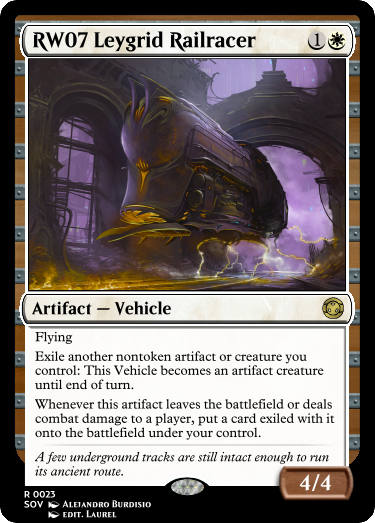 RW07 Leygrid Railracer 1
Artifact — Vehicle
Flying
Exile another nontoken artifact or creature you
control: This Vehicle becomes an artifact creature
until end of turn.
Whenever this artifact leaves the battlefield or deals
combat damage to a player, put a card exiled with it
onto the battlefield under your control.
A few underground tracks are still intact enough to run
its ancient route.
4/4
R 0023
SOV Alejandro Burdisio
edit. Laurel